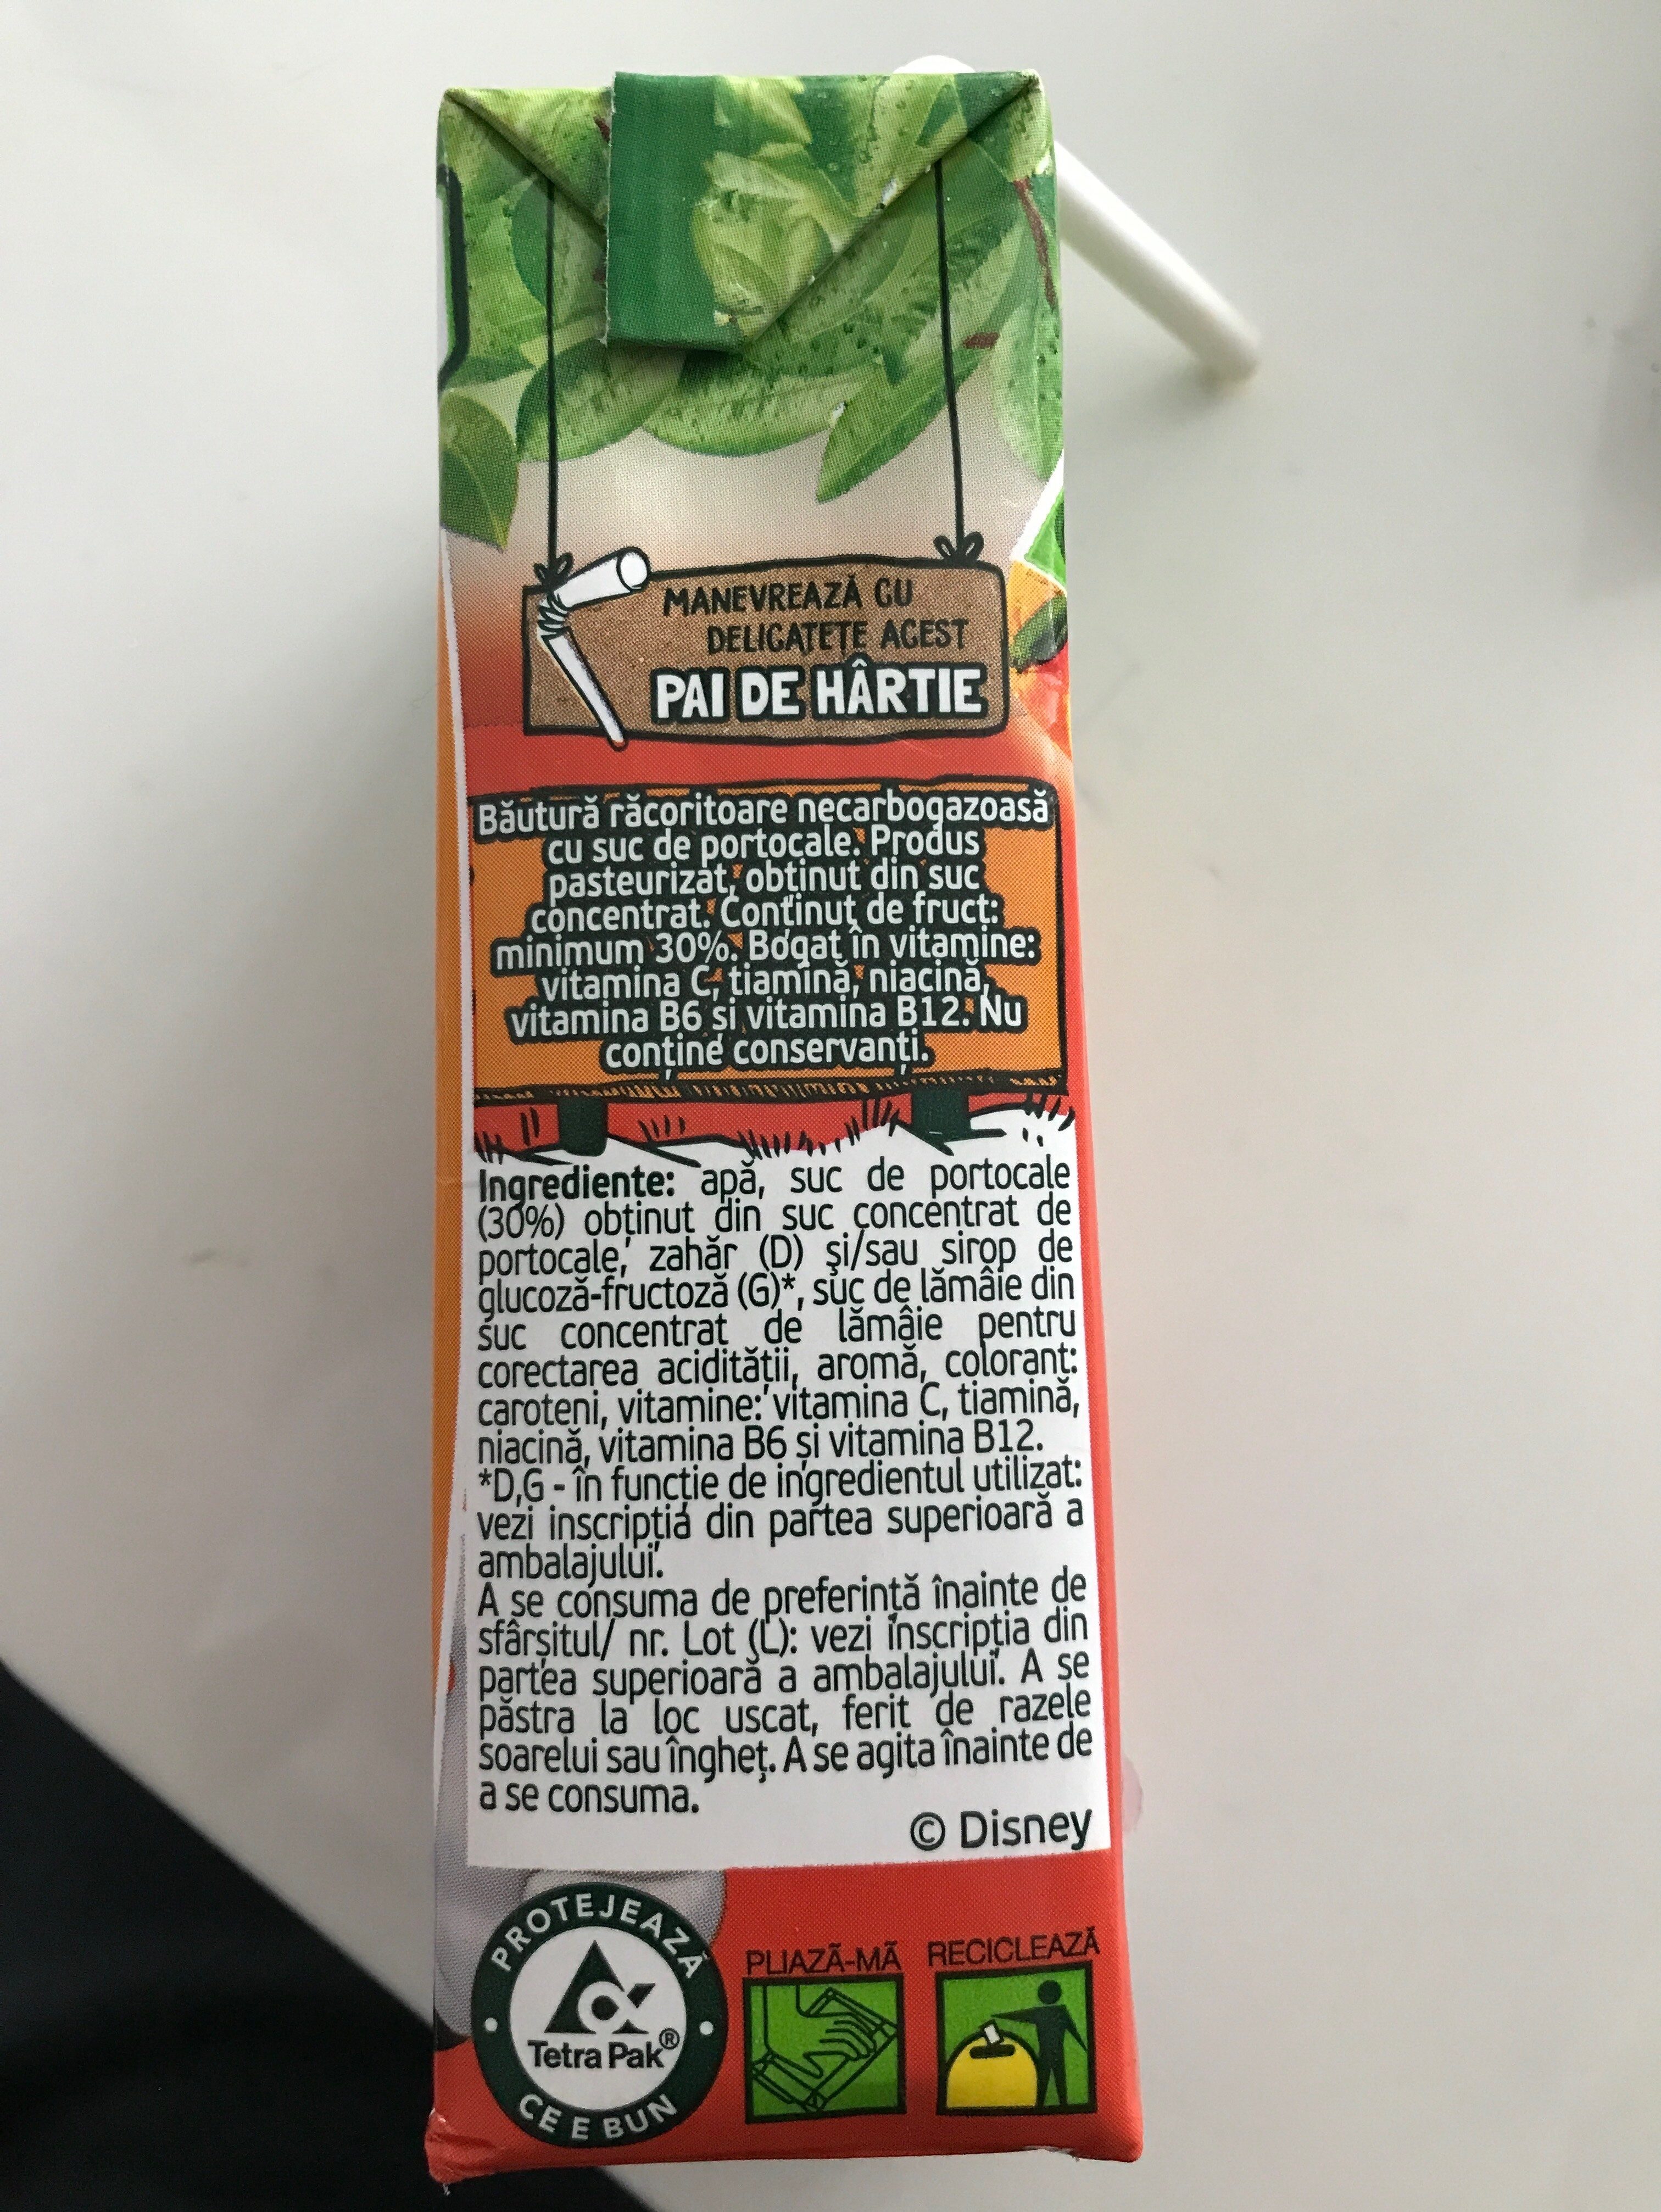 MANEVREAZĂ CU
DELICATEȚE ACEST
PAI DE HÂRTIE
Băutură răcoritoare necarbogazoasă
cu suc de portocale. Produs
pasteurizat, obținut din suc
concentrat. Conținut de fruct:
minimum 30%. Bogat în vitamine:
vitamina C, tiamină, niacină,
vitamina B6 și vitamina B12. Nu
conține conservanți.
Ingrediente: apă, suc de portocale
(30%) obținut din suc concentrat de
portocale, zahăr (D) și/sau sirop de
glucoză-fructoză (G)*, suc de lămâie din
suc concentrat de lămâie pentru
corectarea acidității, aromă, colorant:
caroteni, vitamine: vitamina C, tiamină,
niacină, vitamina B6 și vitamina B12.
*D,G - în funcție de ingredientul utilizat:
vezi inscripția din partea superioară a
ambalajului.
A se consuma de preferință înainte de
sfârșitul/ nr. Lot (L): vezi inscripția din
partea superioară a ambalajului. A se
păstra la loc uscat, ferit de razele
soarelui sau îngheț. A se agita înainte de
a se consuma.
© Disney
PROTEJEAZĂ
Tetra Pak®
CE E BUN
PLIAZĂ-MĂ
RECICLEAZĂ